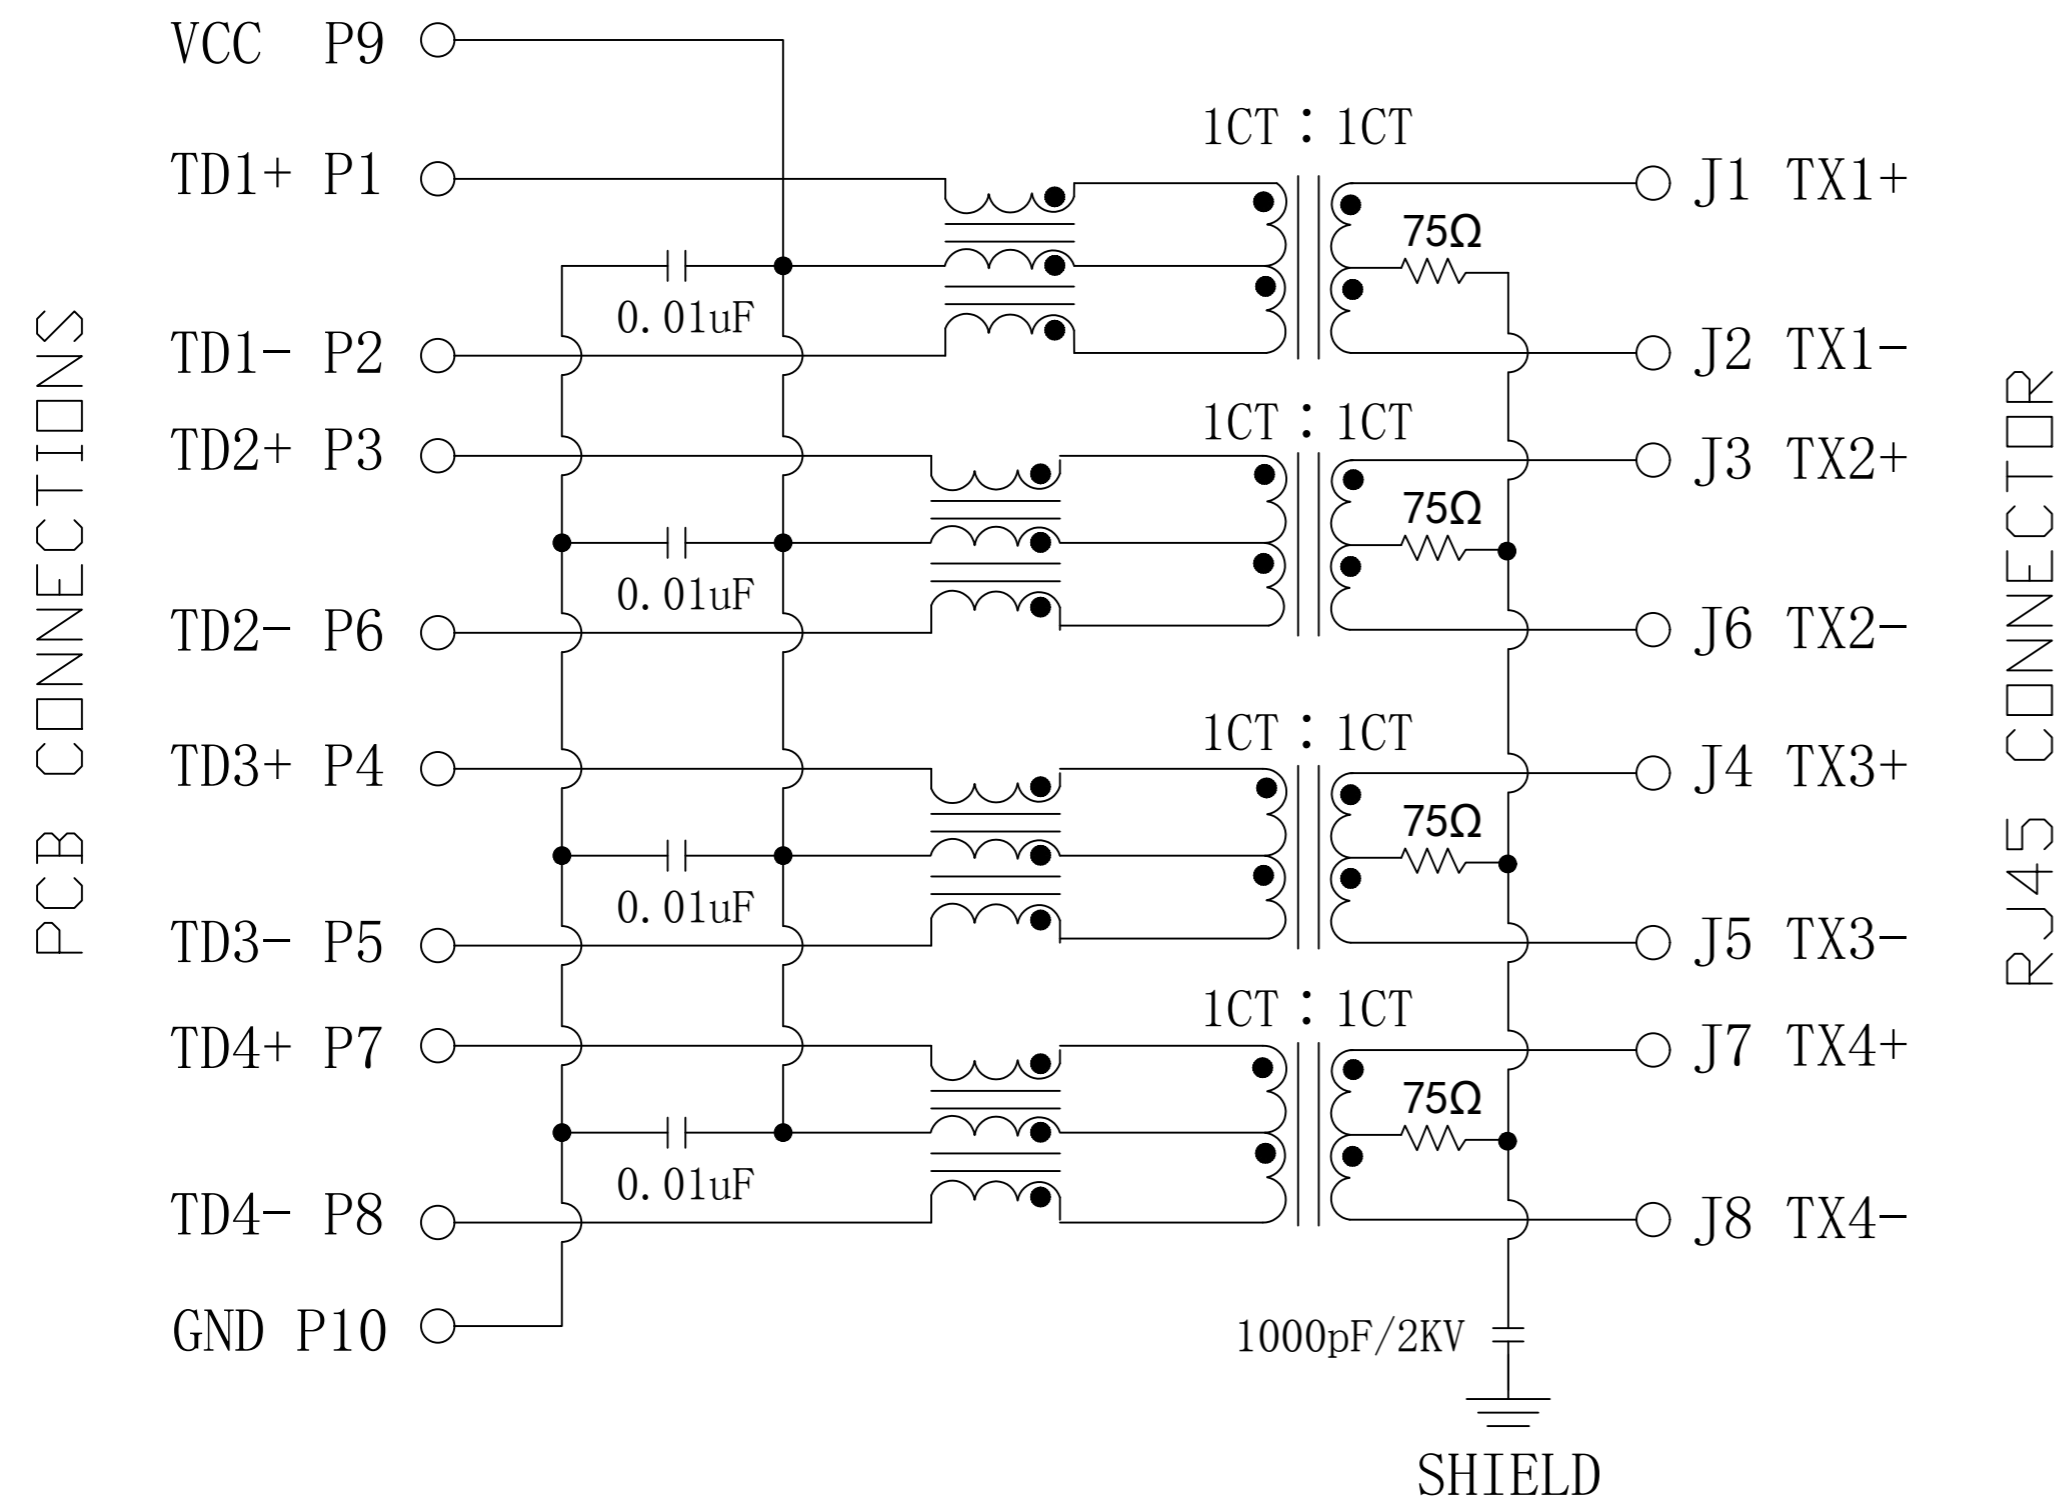 VCC P9
1CT : 1CT
TD1+ P1
J1 TX1+
75Ω
0.01uF
TD1- P2
J2 TX1-
1CT : 1CT
TD2+ P3
J3 TX2+
75Ω
0.01uF
TD2- P6
J6 TX2-
1CT : 1CT
TD3+ P4
J4 TX3+
75Ω
0.01uF
TD3- P5
J5 TX3-
1CT : 1CT
TD4+ P7
J7 TX4+
75Ω
0.01uF
TD4- P8
J8 TX4-
GND P10
1000pF/2KV
SHIELD
PCB CONNECTIONS
RJ45 CONNECTOR